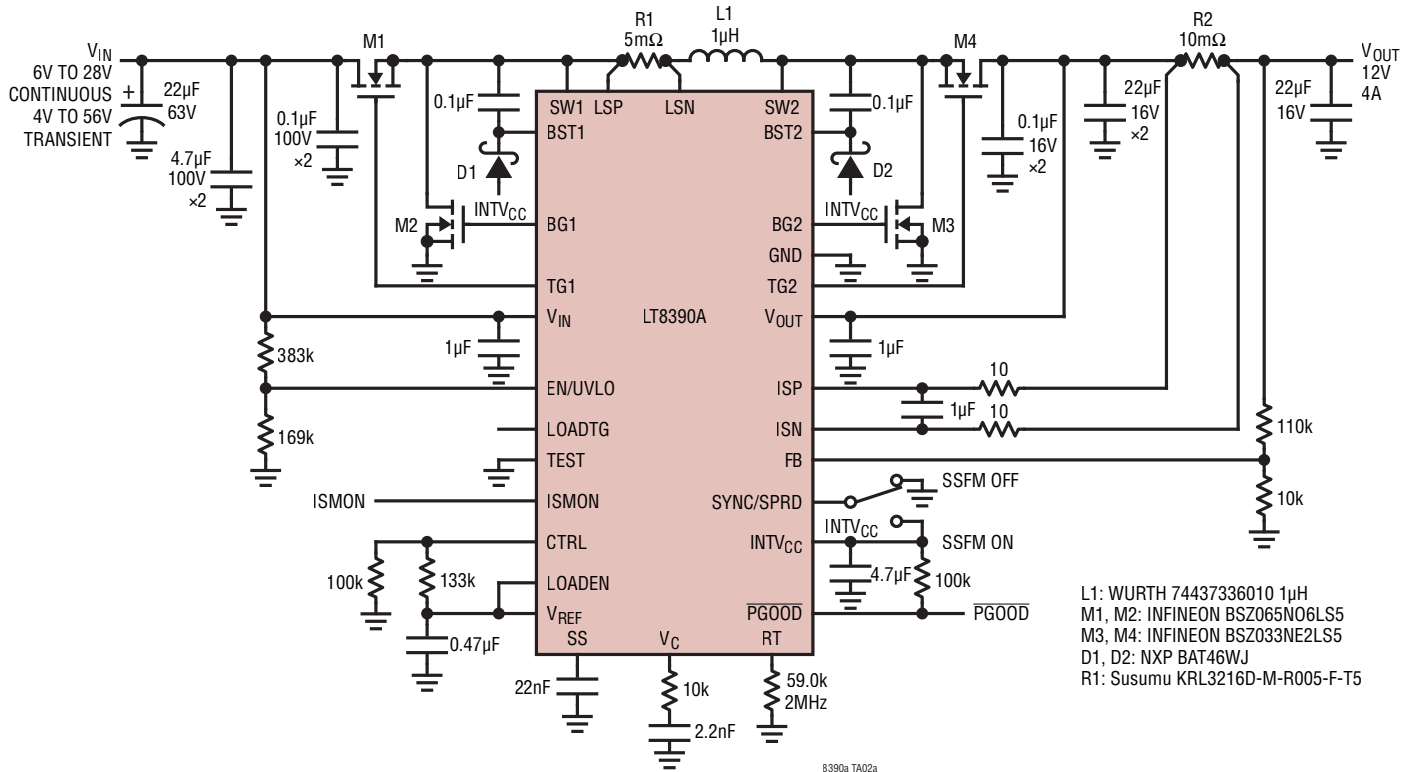 VIN
6V TO 28V
CONTINUOUS
4V TO 56V
TRANSIENT
+
22µF
63V
4.7µF
100V
×2
0.1µF
100V
×2
M1
R1
5mΩ
L1
1µH
M4
R2
10mΩ
VOUT
12V
4A
22µF
16V
22µF
16V
×2
0.1µF
16V
×2
0.1µF
0.1µF
D1
D2
INTVCC
INTVCC
M2
M3
SW1
LSP
LSN
SW2
BST1
BST2
BG1
BG2
GND
TG1
TG2
VIN
LT8390A
VOUT
1µF
1µF
383k
169k
EN/UVLO
ISP
10
1µF
LOADTG
ISN
10
TEST
FB
110k
10k
ISMON
ISMON
SYNC/SPRD
SSFM OFF
CTRL
INTVCC
INTVCC
SSFM ON
100k
133k
LOADEN
4.7µF
100k
VREF
PGOOD
PGOOD
0.47µF
SS
VC
RT
22nF
10k
2.2nF
59.0k
2MHz
L1: WURTH 74437336010 1µH
M1, M2: INFINEON BSZ065NO6LS5
M3, M4: INFINEON BSZ033NE2LS5
D1, D2: NXP BAT46WJ
R1: Susumu KRL3216D-M-R005-F-T5
8390a TA02a